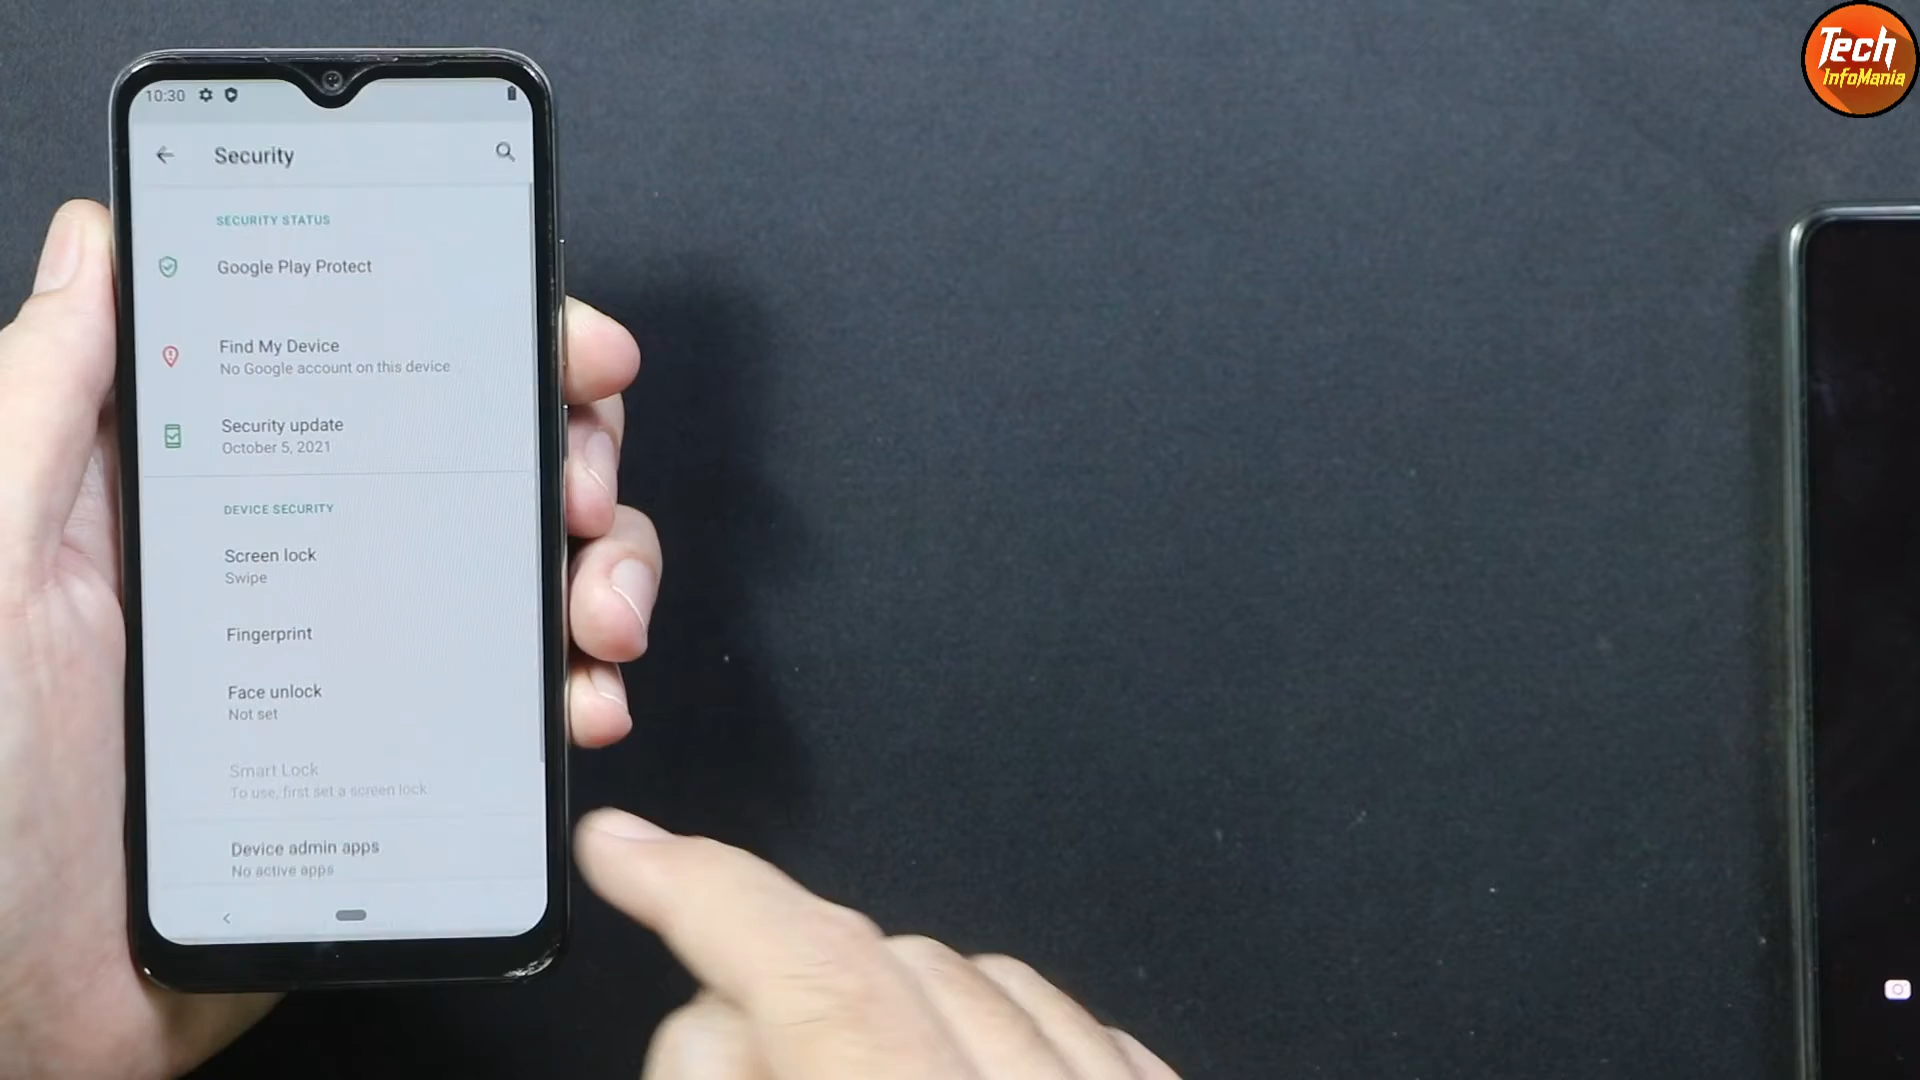 Tech
InfoMania
10:30
Security
SECURITY STATUS
Google Play Protect
Find My Device
No Google account on this device
Security update
October 5, 2021
DEVICE SECURITY
Screen lock
Swipe
Fingerprint
Face unlock
Not set
Smart Lock
To use, first set a screen lock
Device admin apps
No active apps